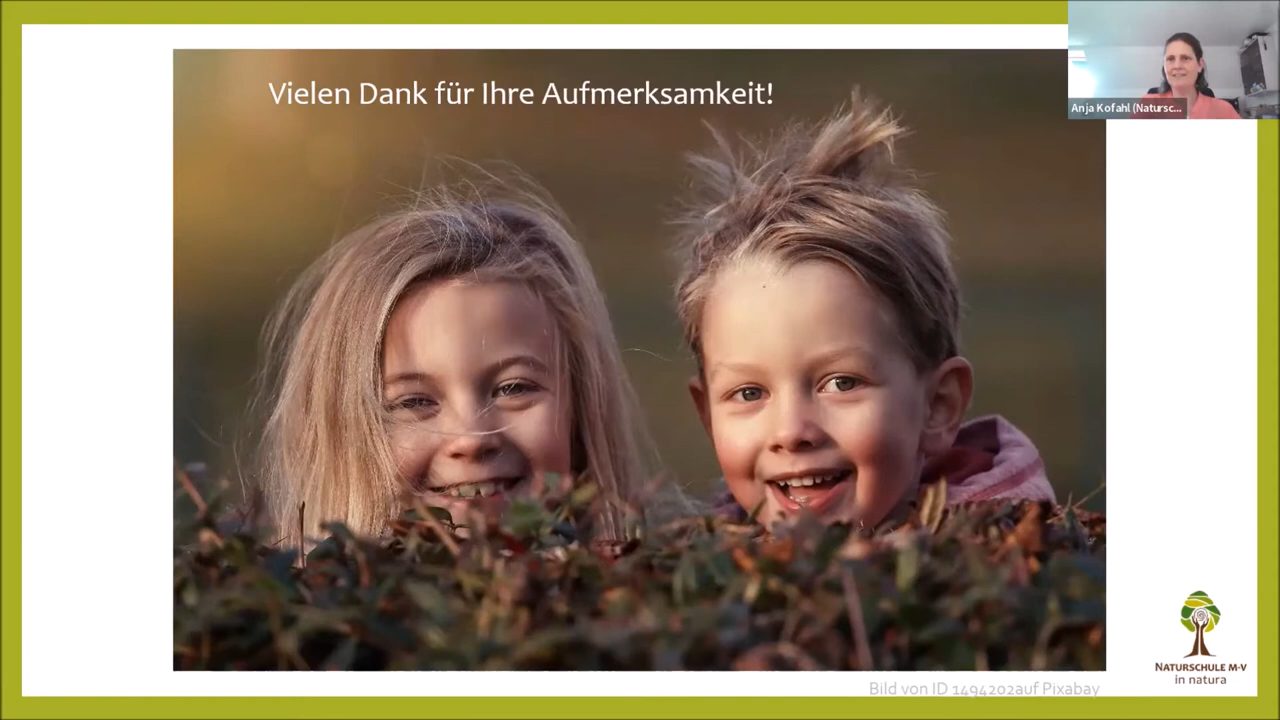 Vielen Dank für Ihre Aufmerksamkeit!
Anja Kofahl (Natursc...
NATURSCHULE M-V
in natura
Bild von ID 1494202auf Pixabay